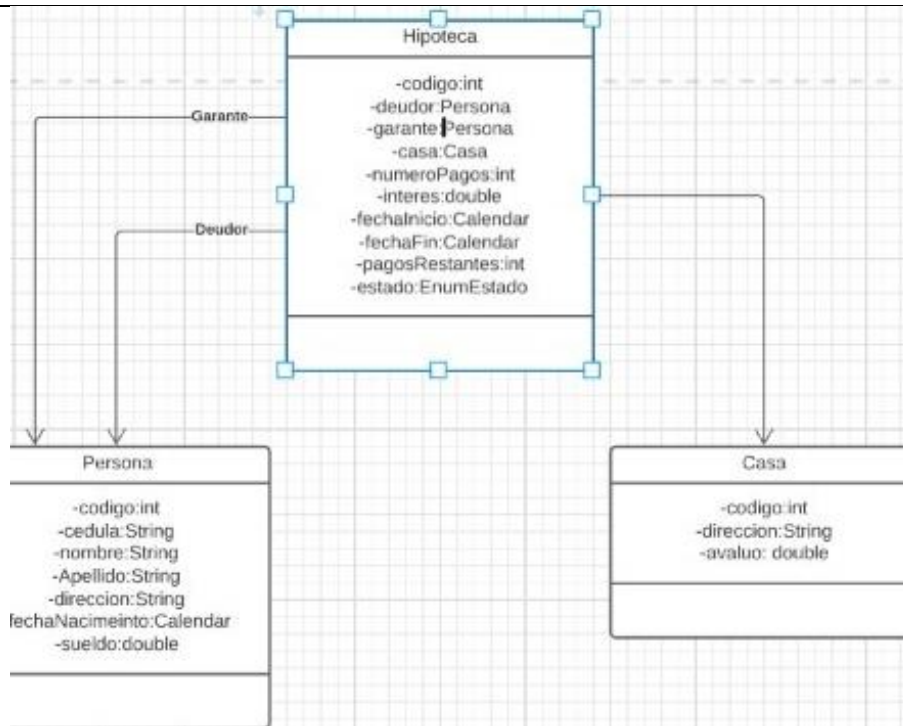 Hipoteca
-codigo:int
-deudor:Persona
-garante:Persona
-casa:Casa
-numeroPagos:int
-interes:double
-fechaInicio:Calendar
-fechaFin:Calendar
-pagosRestantes:int
-estado:EnumEstado
Garante
Deudor
Persona
-codigo:int
-cedula:String
-nombre:String
-Apellido:String
-direccion:String
fechaNacimeinto:Calendar
-sueldo:double
Casa
-codigo:int
-direccion:String
-avaluo: double